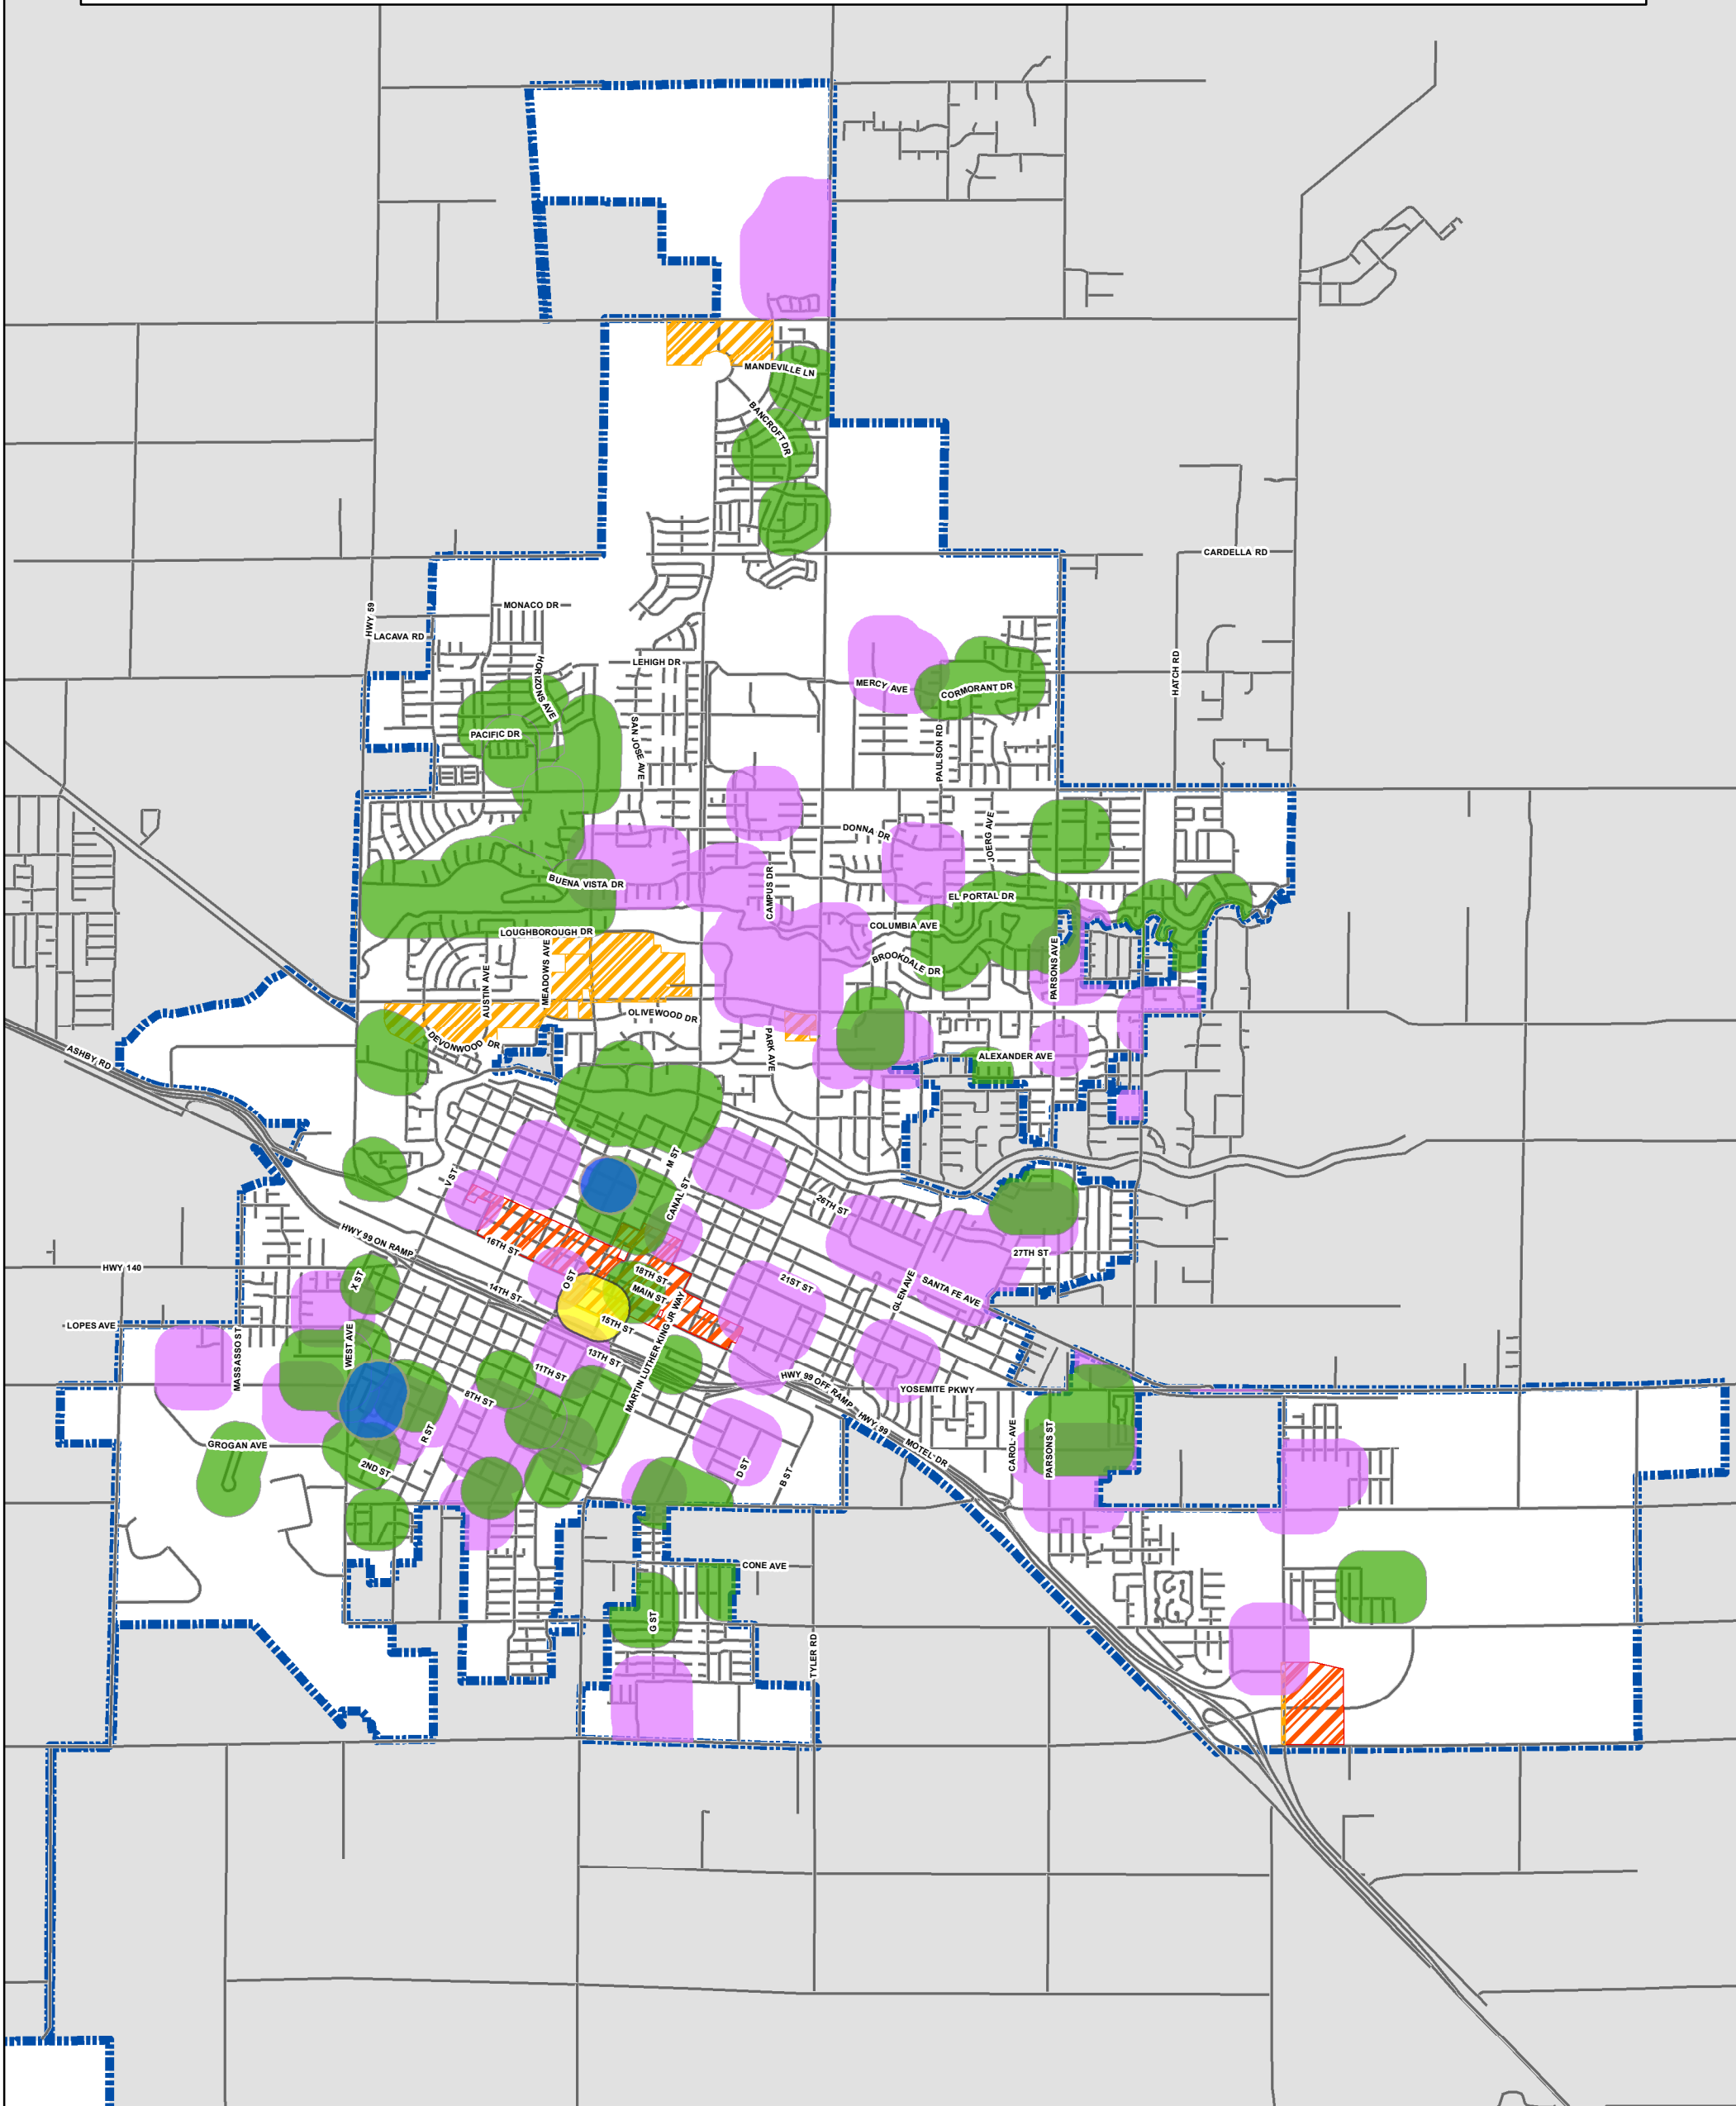 MANDEVILLE LN
BANCROFT DR
CARDELLA RD
MONACO DR
HWY 59
LACAVA RD
LEHIGH DR
HORIZONS AVE
HATCH RD
MERCY AVE
CORMORANT DR
PACIFIC DR
SAN JOSE AVE
PAULSON RD
DONNA DR
JOERG AVE
BUENA VISTA DR
CAMPUS DR
EL PORTAL DR
COLUMBIA AVE
LOUGHBOROUGH DR
BROOKDALE DR
PARSONS AVE
MEADOWS AVE
AUSTIN AVE
OLIVEWOOD DR
DEVONWOOD DR
PARK AVE
ASHBY RD
ALEXANDER AVE
M ST
V ST
CANAL ST
26TH ST
HWY 99 ON RAMP
16TH ST
27TH ST
HWY 140
X ST
O ST
18TH ST
21ST ST
GLEN AVE
SANTA FE AVE
14TH ST
MAIN ST
LOPES AVE
15TH ST
MARTIN LUTHER KING JR WAY
MASSASSO ST
WEST AVE
13TH ST
11TH ST
HWY 99 OFF RAMP
YOSEMITE PKWY
8TH ST
HWY 99
R ST
MOTEL DR
CAROL AVE
PARSONS ST
GROGAN AVE
2ND ST
D ST
B ST
CONE AVE
G ST
TYLER RD